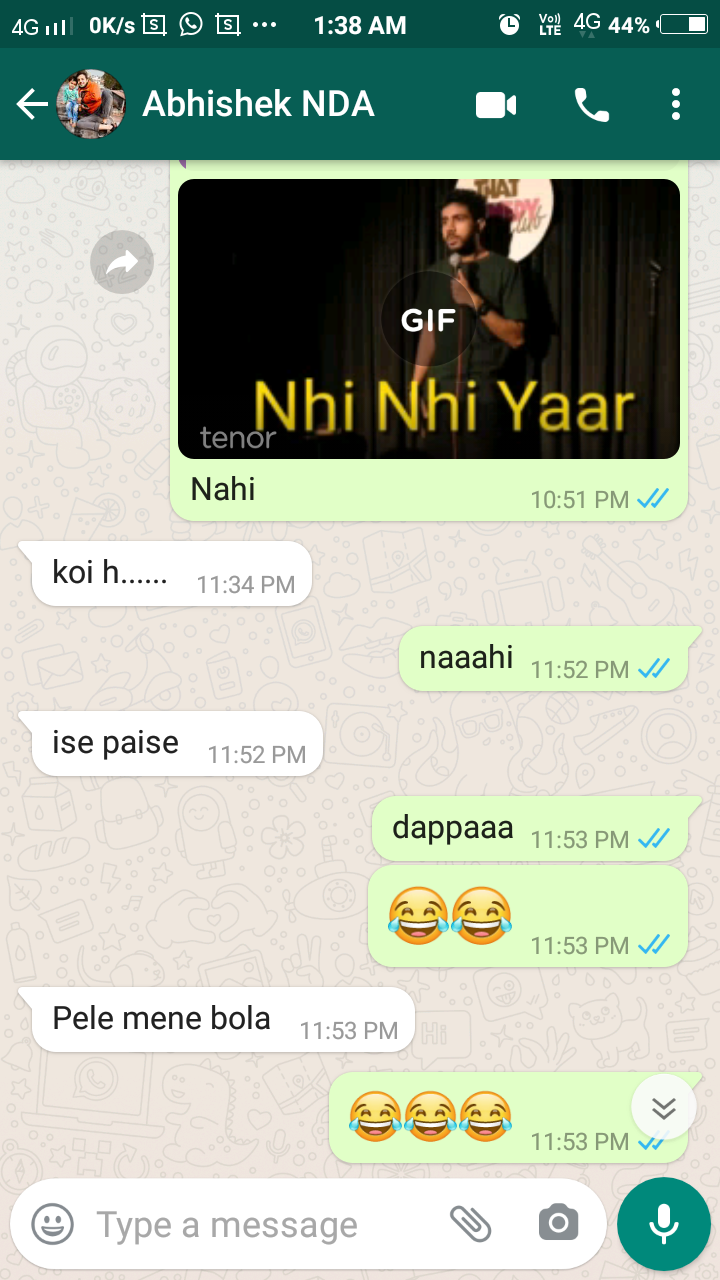 4G 0K/s S S ... 1:38 AM Vo)) LTE 4G 44%
Abhishek NDA
THAT
COMEDY
club
GIF
Nhi Nhi Yaar
tenor
Nahi
10:51 PM
koi h...... 11:34 PM
naaahi 11:52 PM
ise paise 11:52 PM
dappaaa 11:53 PM
😂😂 11:53 PM
Pele mene bola 11:53 PM
😂😂😂 11:53 PM
Type a message